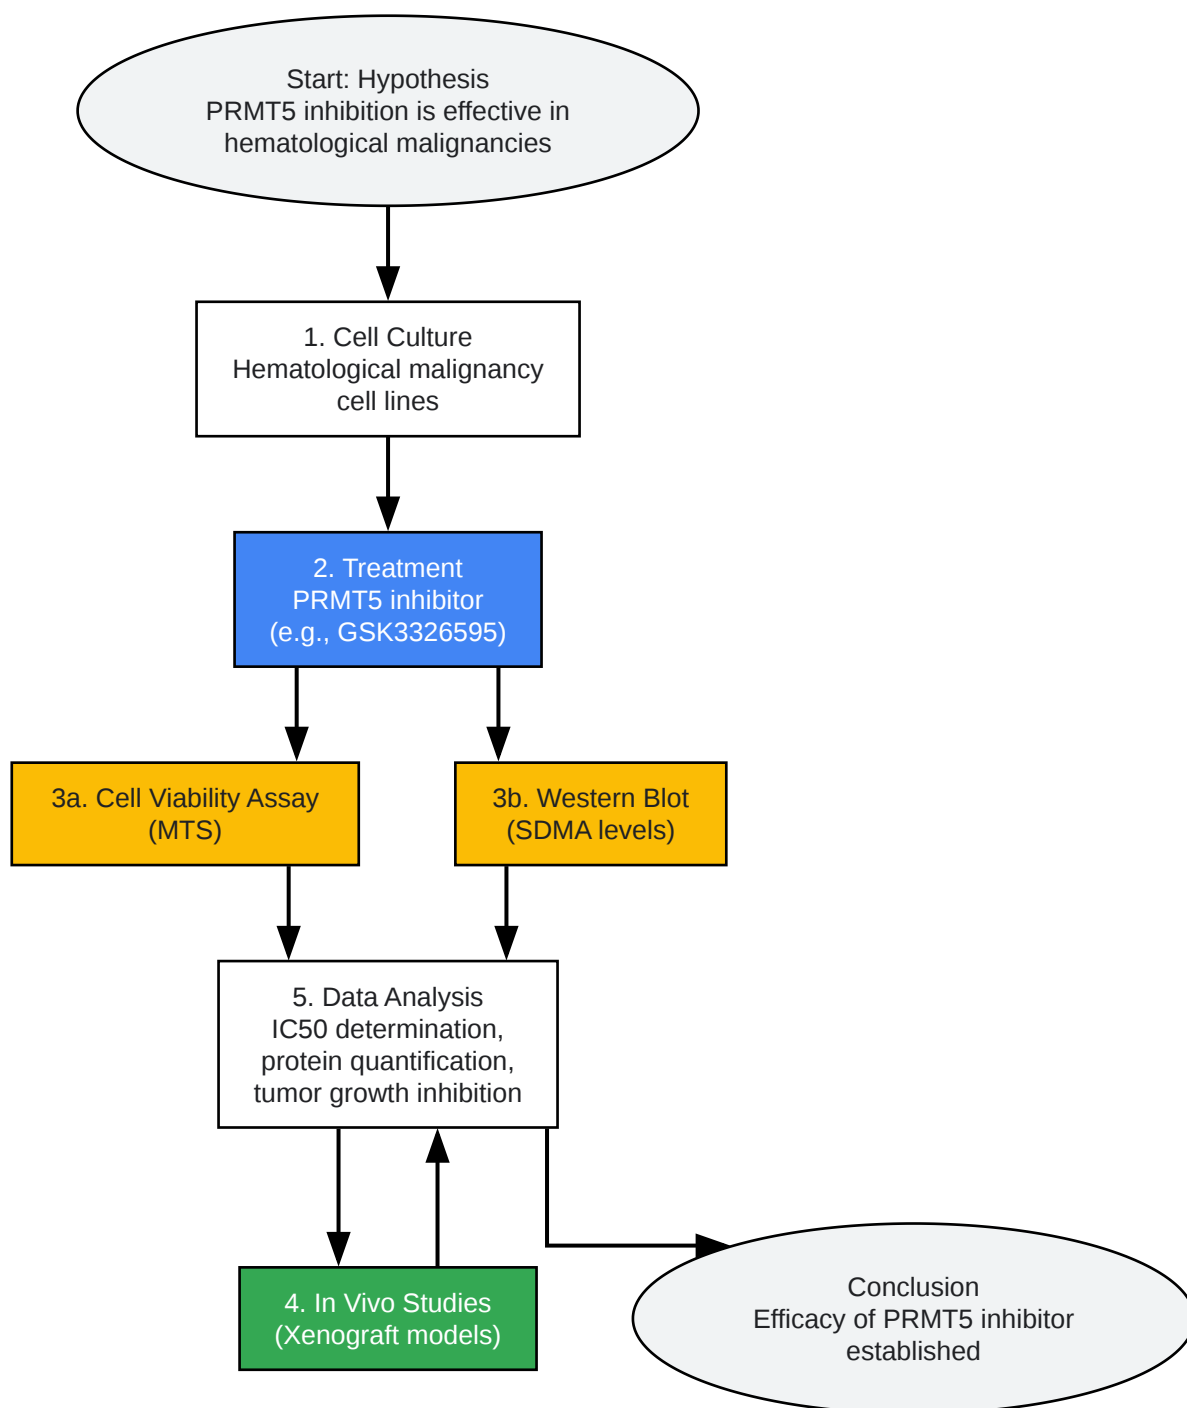 Start: Hypothesis
PRMT5 inhibition is effective in
hematological malignancies
1. Cell Culture
Hematological malignancy
cell lines
2. Treatment
PRMT5 inhibitor
(e.g., GSK3326595)
3a. Cell Viability Assay
(MTS)
3b. Western Blot
(SDMA levels)
5. Data Analysis
IC50 determination,
protein quantification,
tumor growth inhibition
4. In Vivo Studies
(Xenograft models)
Conclusion
Efficacy of PRMT5 inhibitor
established